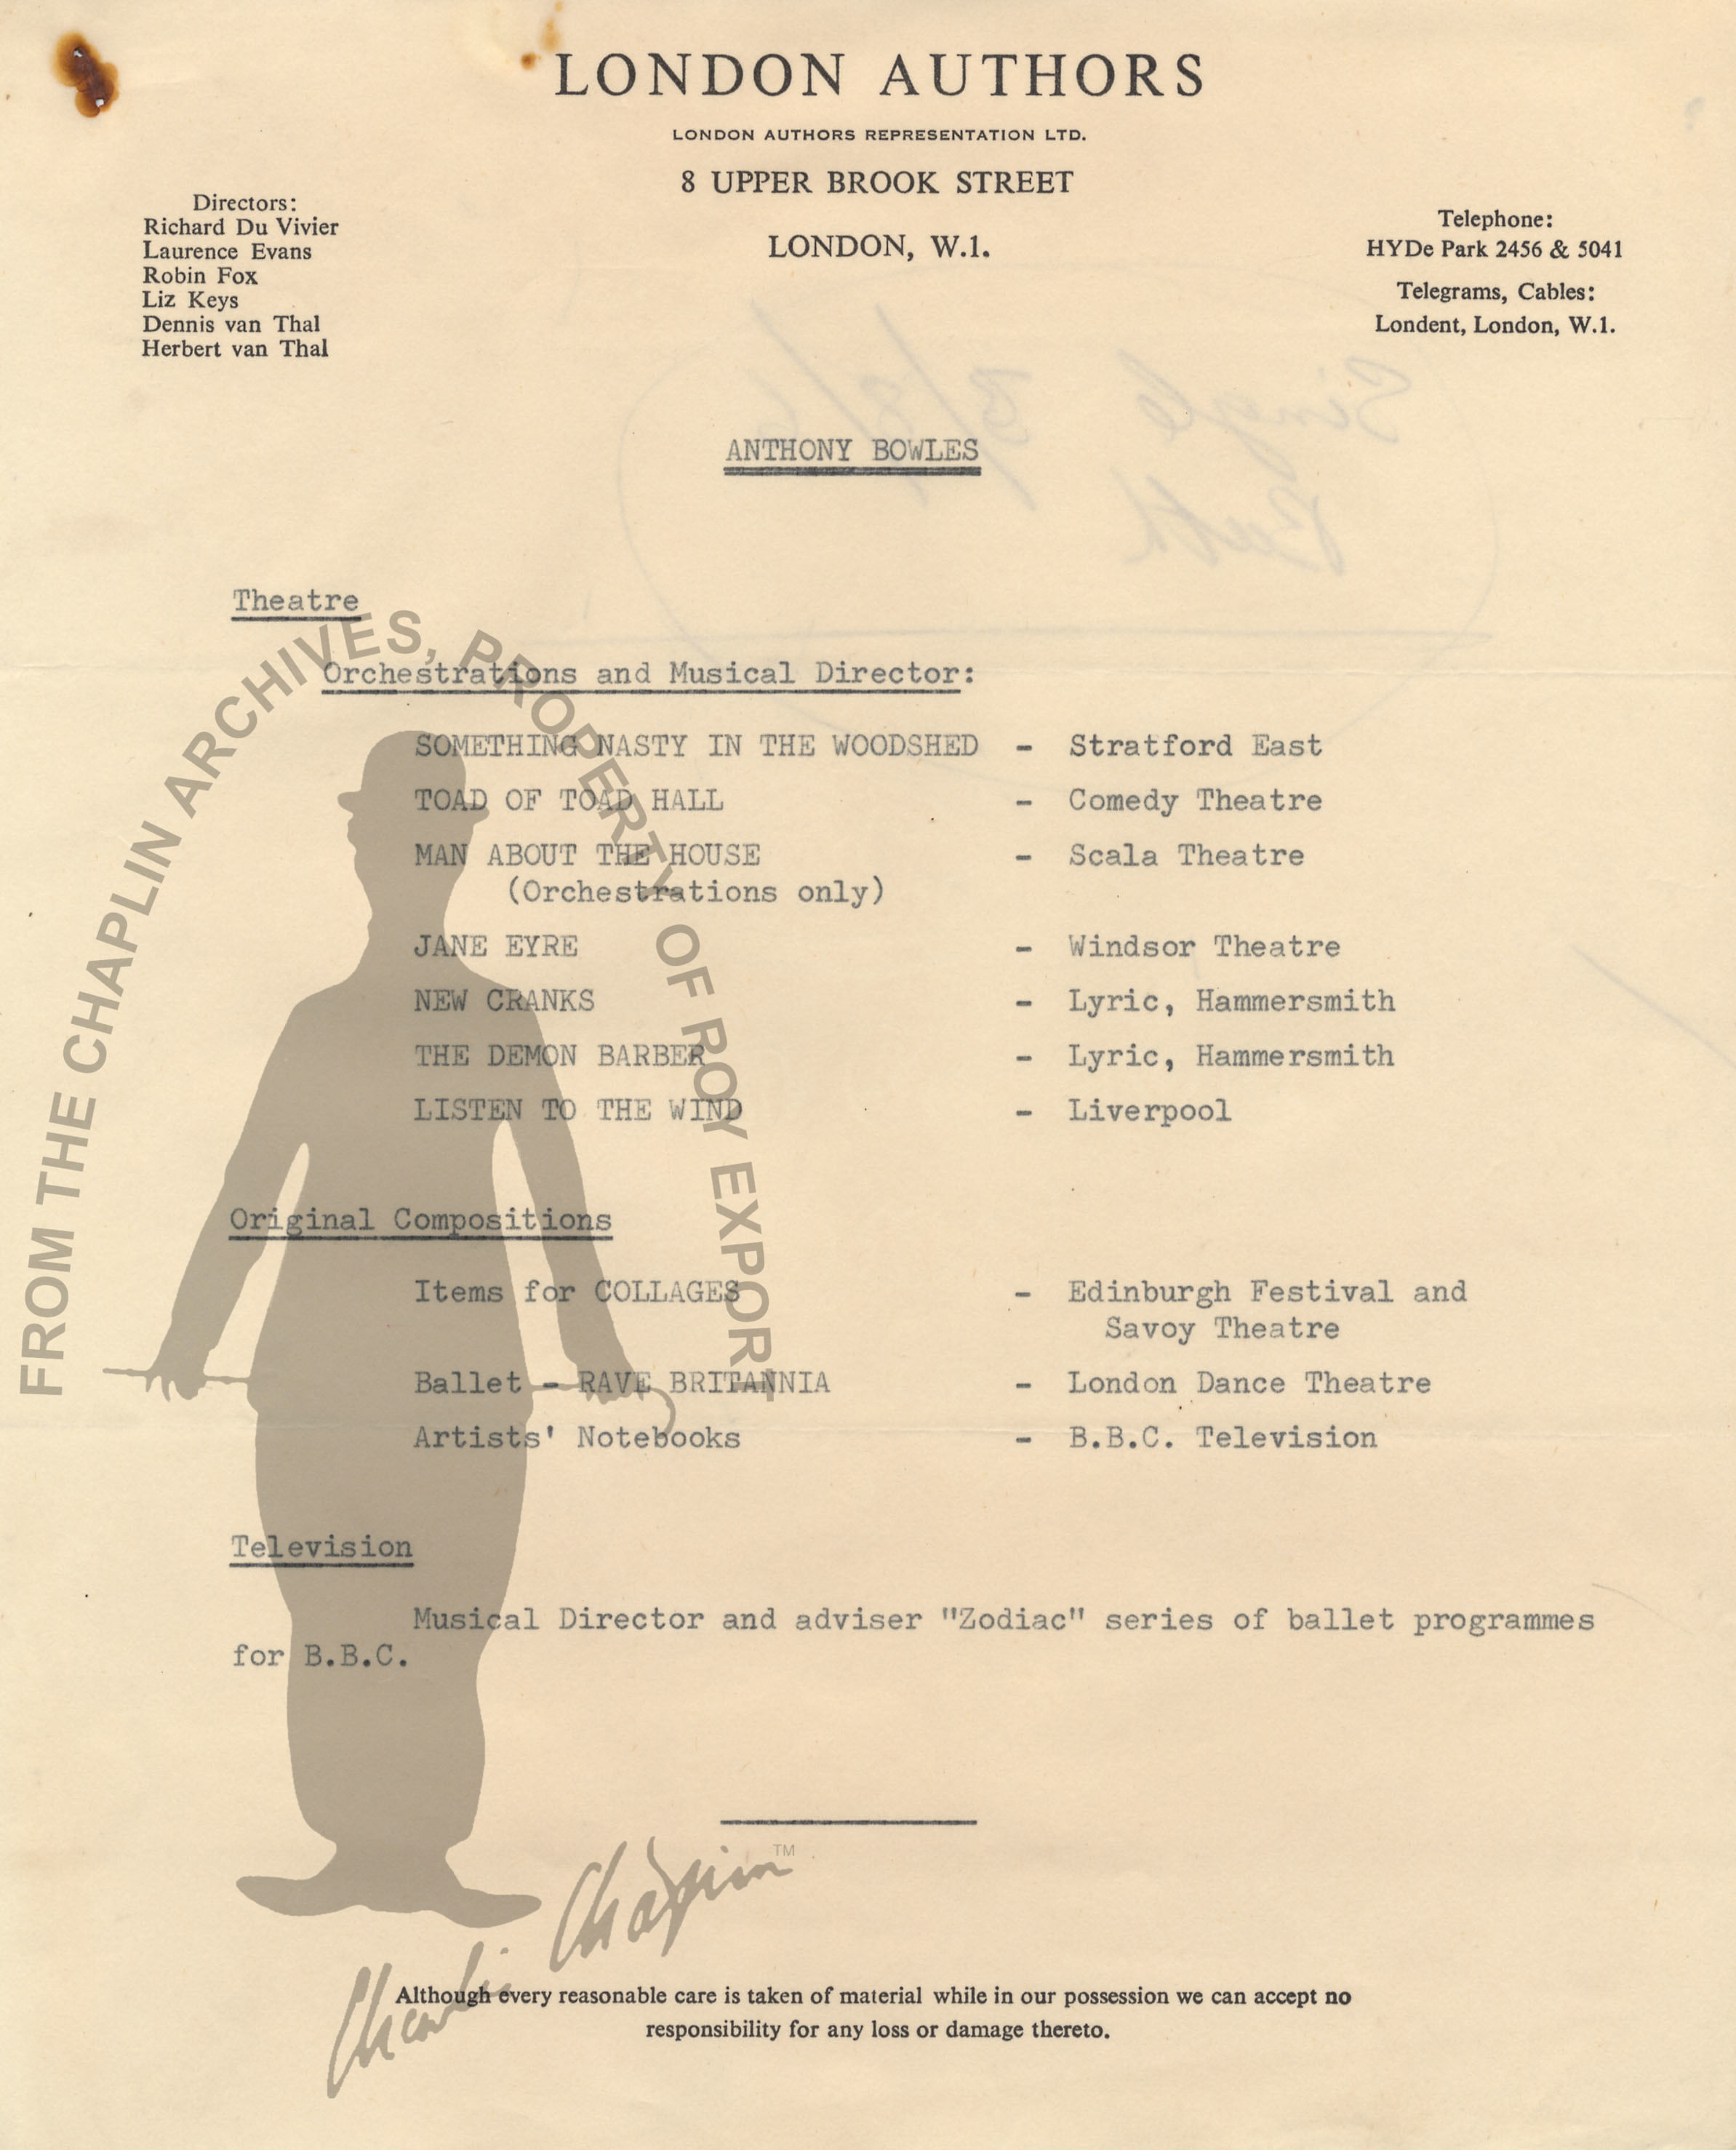 LONDON AUTHORS
LONDON AUTHORS REPRESENTATION LTD.
8 UPPER BROOK STREET
LONDON, W.1.
Directors:
Richard Du Vivier
Laurence Evans
Robin Fox
Liz Keys
Dennis van Thal
Herbert van Thal
Telephone:
HYDe Park 2456 & 5041
Telegrams, Cables:
Londent, London, W.1.
ANTHONY BOWLES
Theatre
Orchestrations and Musical Director:
SOMETHING NASTY IN THE WOODSHED - Stratford East
TOAD OF TOAD HALL - Comedy Theatre
MAN ABOUT THE HOUSE - Scala Theatre
(Orchestrations only)
JANE EYRE - Windsor Theatre
NEW CRANKS - Lyric, Hammersmith
THE DEMON BARBER - Lyric, Hammersmith
LISTEN TO THE WIND - Liverpool
Original Compositions
Items for COLLAGES - Edinburgh Festival and
Savoy Theatre
Ballet - RAVE BRITANNIA - London Dance Theatre
Artists' Notebooks - B.B.C. Television
Television
Musical Director and adviser "Zodiac" series of ballet programmes
for B.B.C.
Although every reasonable care is taken of material while in our possession we can accept no
responsibility for any loss or damage thereto.
FROM THE CHAPLIN ARCHIVES, PROPERTY OF ROY EXPORT
Charlie Chaplin TM